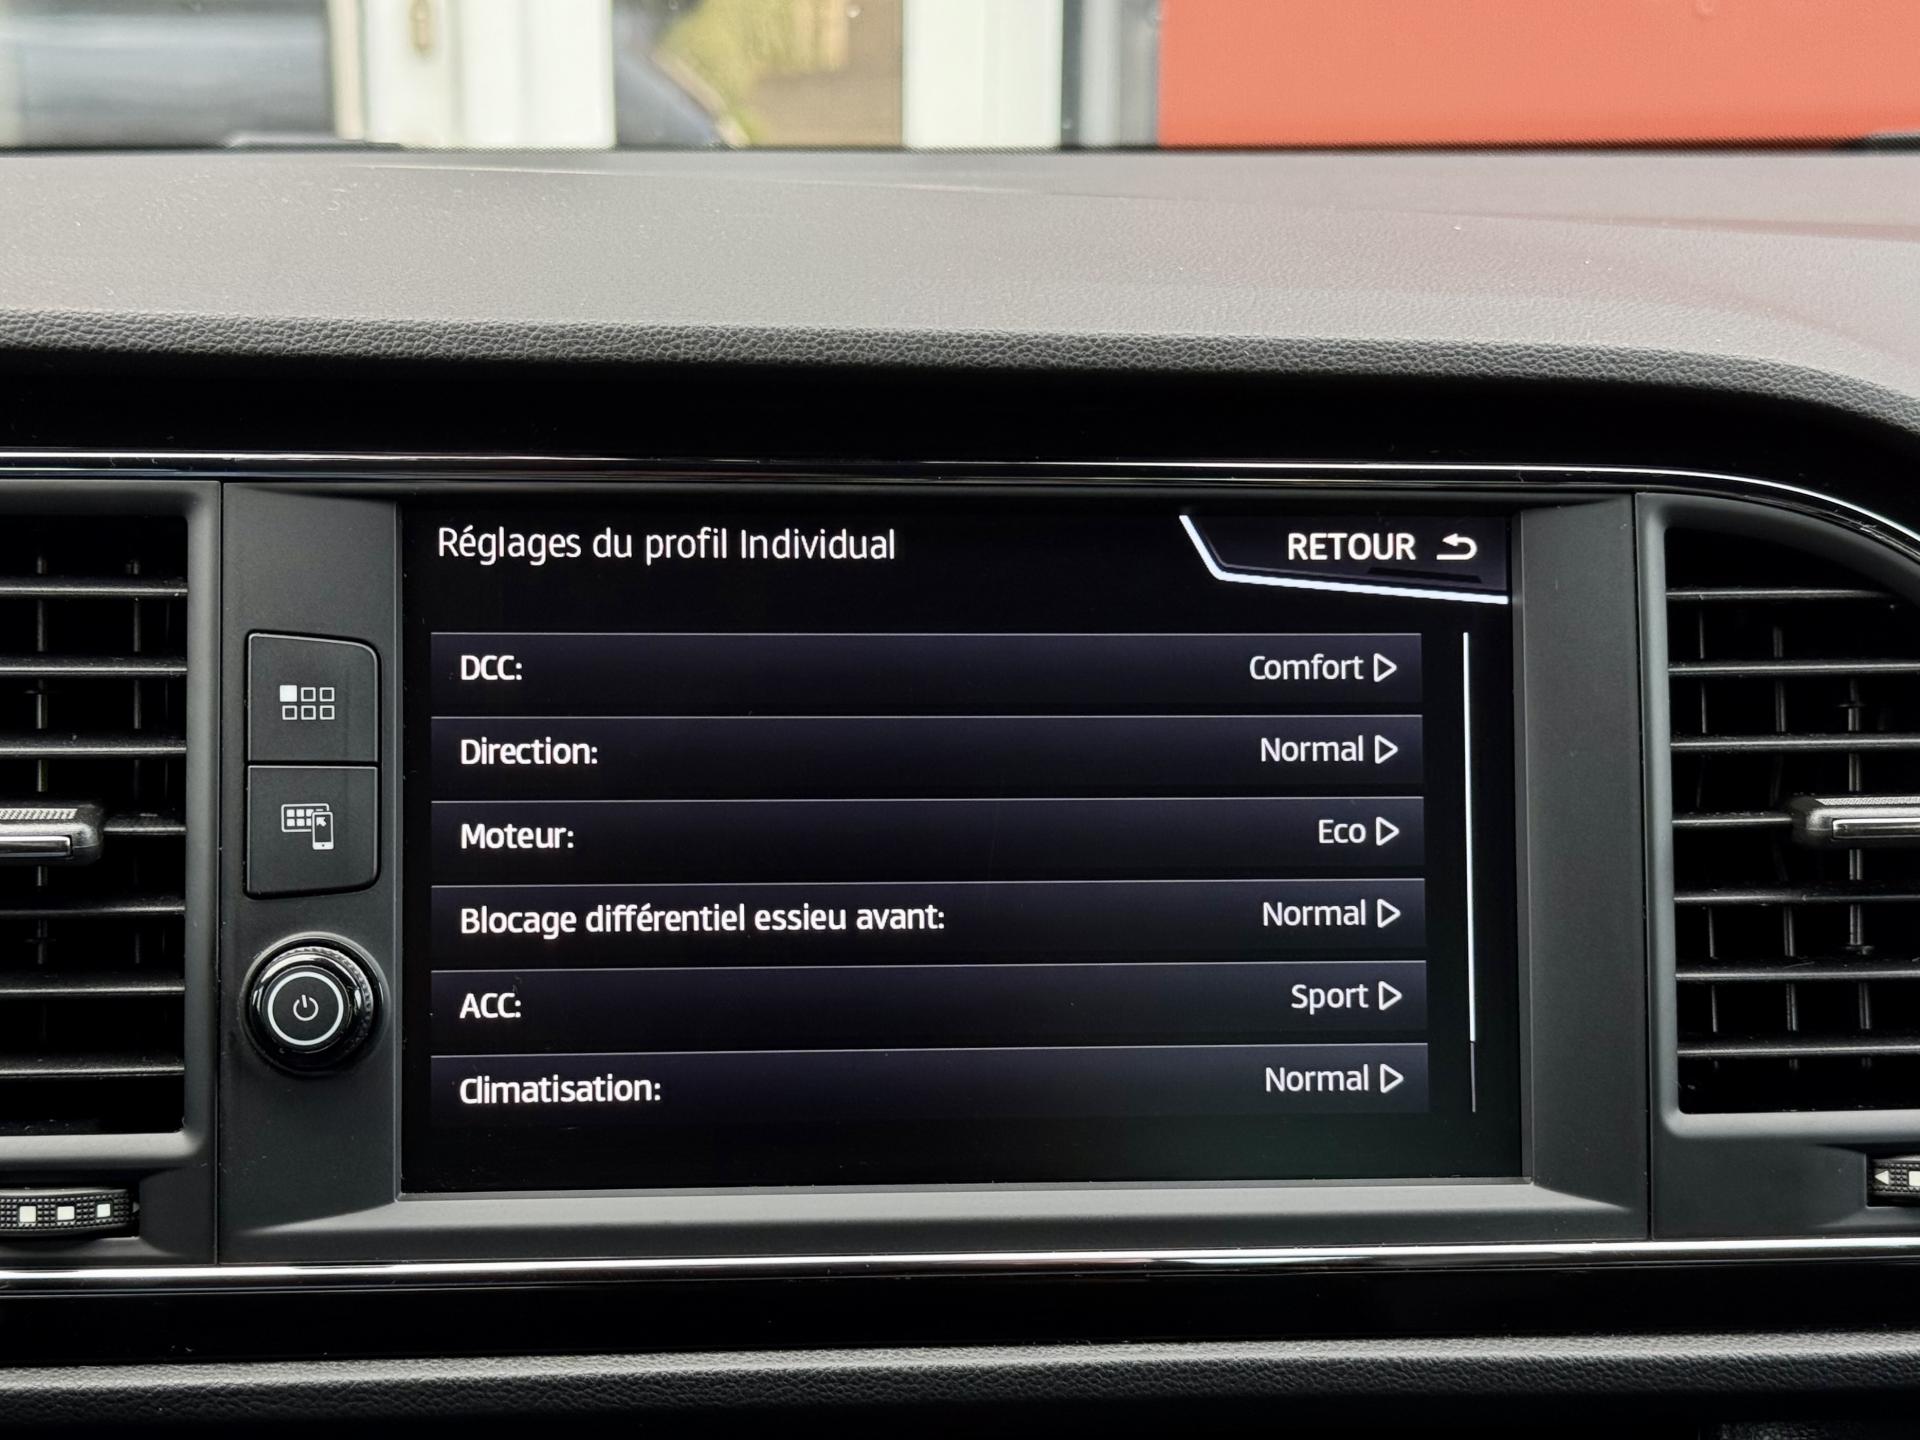 Réglages du profil Individual
RETOUR
DCC: Comfort
Direction: Normal
Moteur: Eco
Blocage différentiel essieu avant: Normal
ACC: Sport
Climatisation: Normal